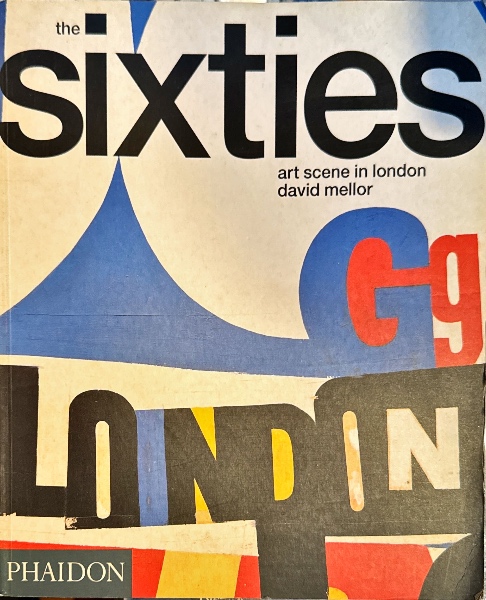 the
sixties
art scene in london
david mellor
Gg
LONDON
PHAIDON